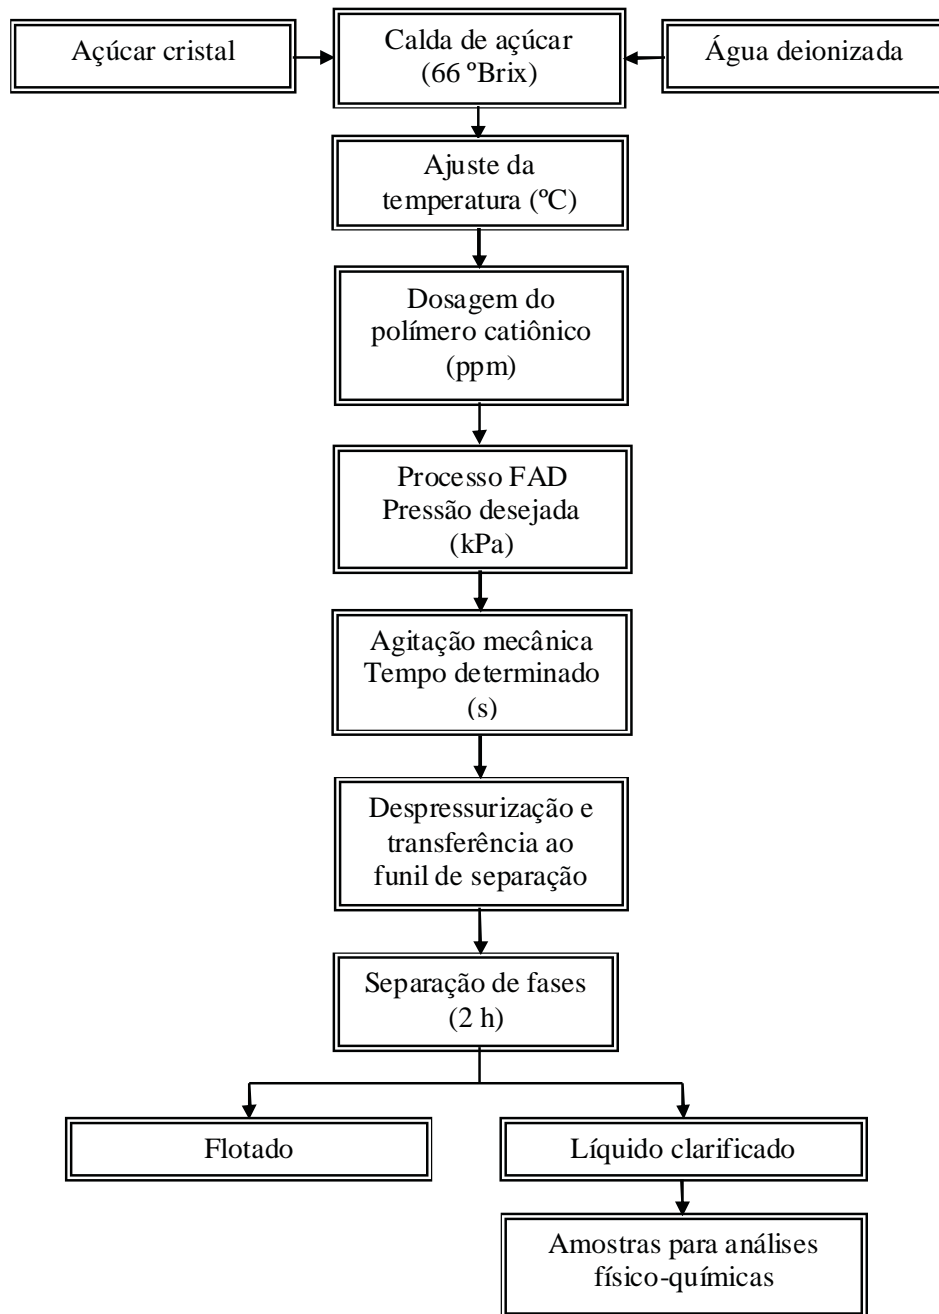 Açúcar cristal
Calda de açúcar
(66 ºBrix)
Água deionizada
Ajuste da
temperatura (ºC)
Dosagem do
polímero catiônico
(ppm)
Processo FAD
Pressão desejada
(kPa)
Agitação mecânica
Tempo determinado
(s)
Despressurização e
transferência ao
funil de separação
Separação de fases
(2 h)
Flotado
Líquido clarificado
Amostras para análises
físico-químicas